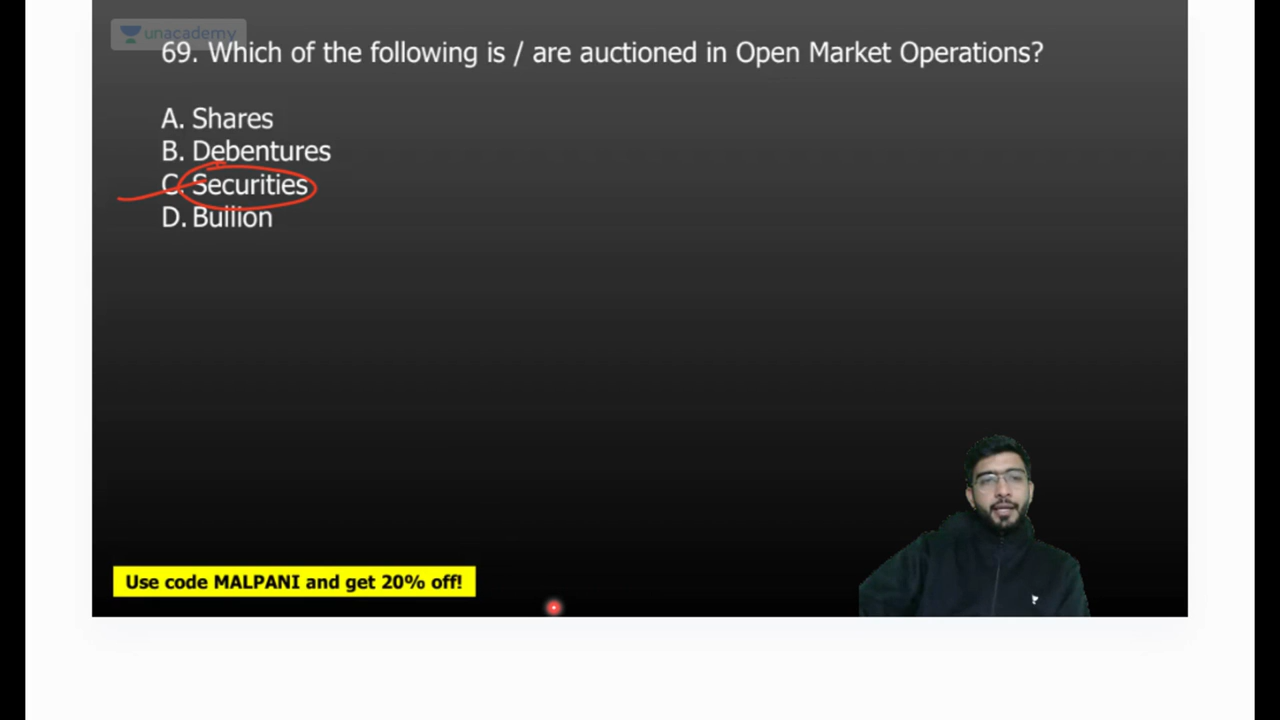 unacademy
69. Which of the following is / are auctioned in Open Market Operations?
A. Shares
B. Debentures
C. Securities
D. Bullion
Use code MALPANI and get 20% off!